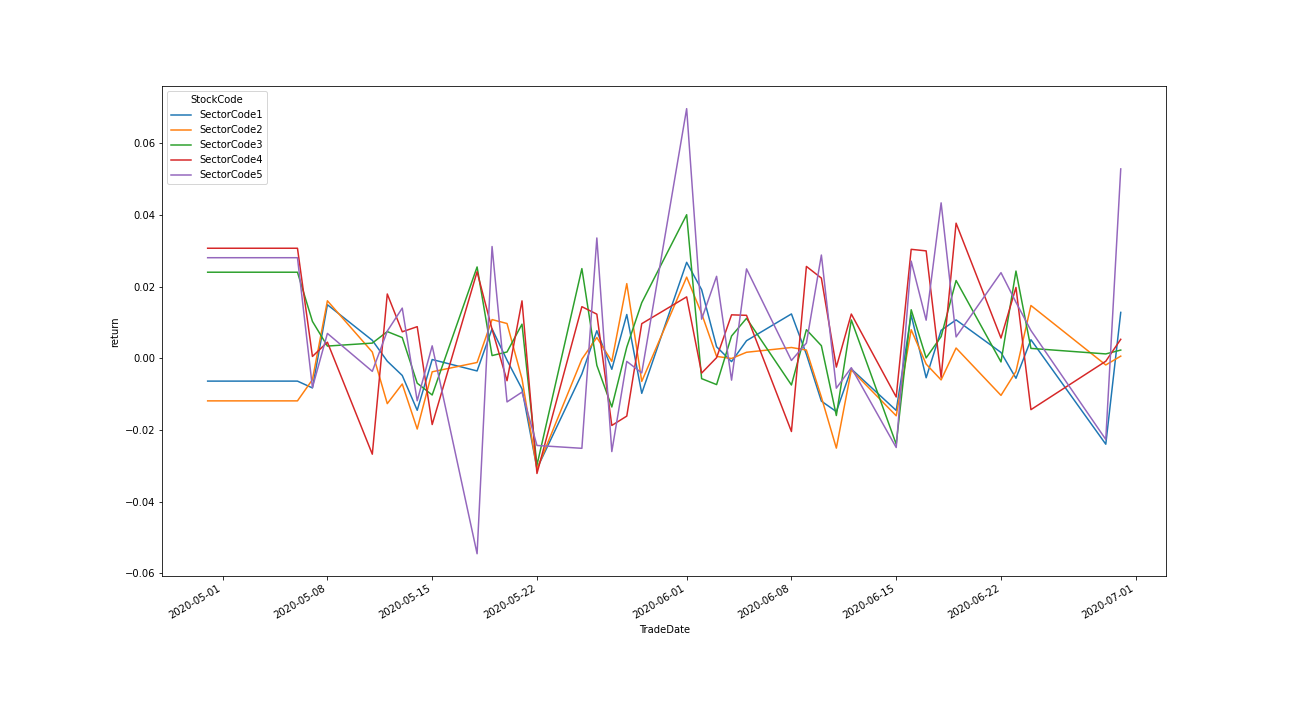 StockCode
SectorCode1
SectorCode2
SectorCode3
SectorCode4
SectorCode5
0.06
0.04
0.02
0.00
−0.02
−0.04
−0.06
return
2020-05-01
2020-05-08
2020-05-15
2020-05-22
2020-06-01
2020-06-08
2020-06-15
2020-06-22
2020-07-01
TradeDate